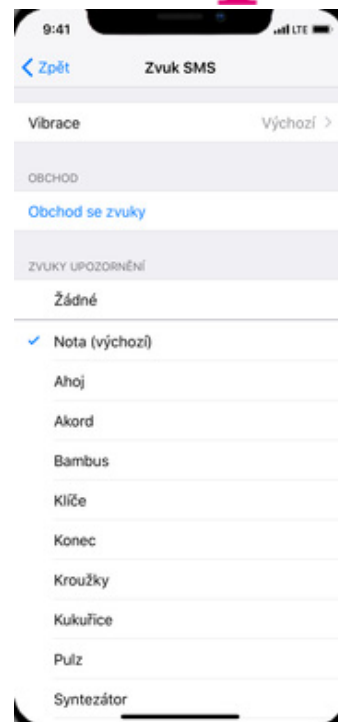 9:41 LTE
Zpět Zvuk SMS
Vibrace Výchozí
OBCHOD
Obchod se zvuky
ZVUKY UPOZORNĚNÍ
Žádné
Nota (výchozí)
Ahoj
Akord
Bambus
Klíče
Konec
Kroužky
Kukuřice
Pulz
Syntezátor